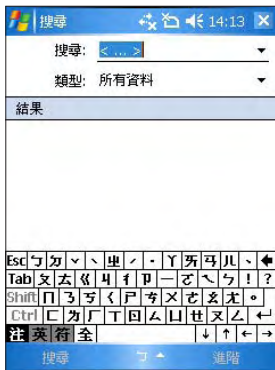 搜尋 14:13
搜尋: < ... >
類型: 所有資料
結果
Esc ㄅ ㄉ ˇ ˋ ㄓ ˊ ˙ ㄚ ㄞ ㄢ ㄦ 、
Tab ㄆ ㄊ ㄍ ㄐ ㄔ ㄗ ㄧ ㄛ ㄟ ㄣ ! ?
Shift ㄇ ㄋ ㄎ ㄑ ㄕ ㄘ ㄨ ㄜ ㄠ ㄤ 。
Ctrl ㄈ ㄌ ㄏ ㄒ ㄖ ㄙ ㄩ ㄝ ㄡ ㄥ ↵
注 英 符 全 ↓ ↑ ← →
搜尋 ㄅ 進階